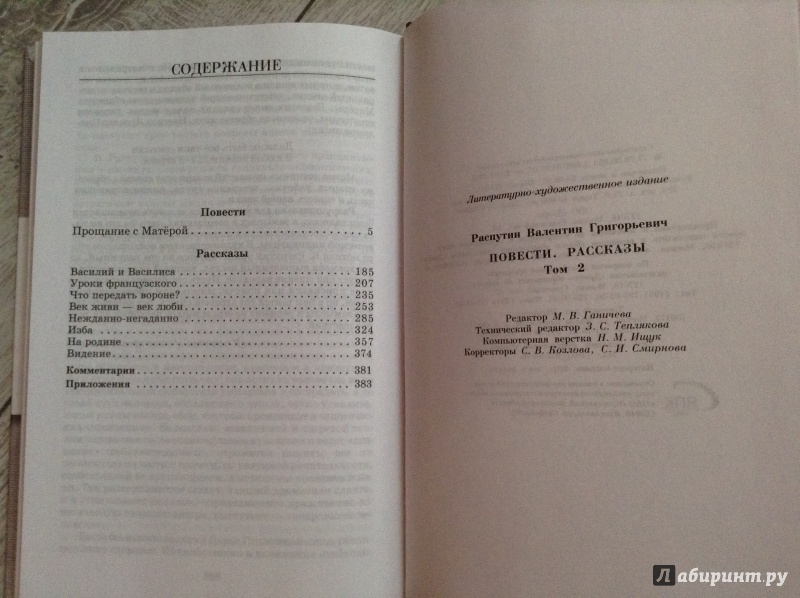 СОДЕРЖАНИЕ
Повести
Прощание с Матёрой 5
Рассказы
Василий и Василиса 185
Уроки французского 207
Что передать вороне? 235
Век живи — век люби 253
Нежданно-негаданно 285
Изба 324
На родине 357
Видение 374
Комментарии 381
Приложения 383
Литературно-художественное издание
Распутин Валентин Григорьевич
ПОВЕСТИ. РАССКАЗЫ
Том 2
Редактор М. В. Ганичева
Технический редактор З. С. Теплякова
Компьютерная верстка Н. М. Ищук
Корректоры С. В. Козлова, С. И. Смирнова
Лабиринт.ру